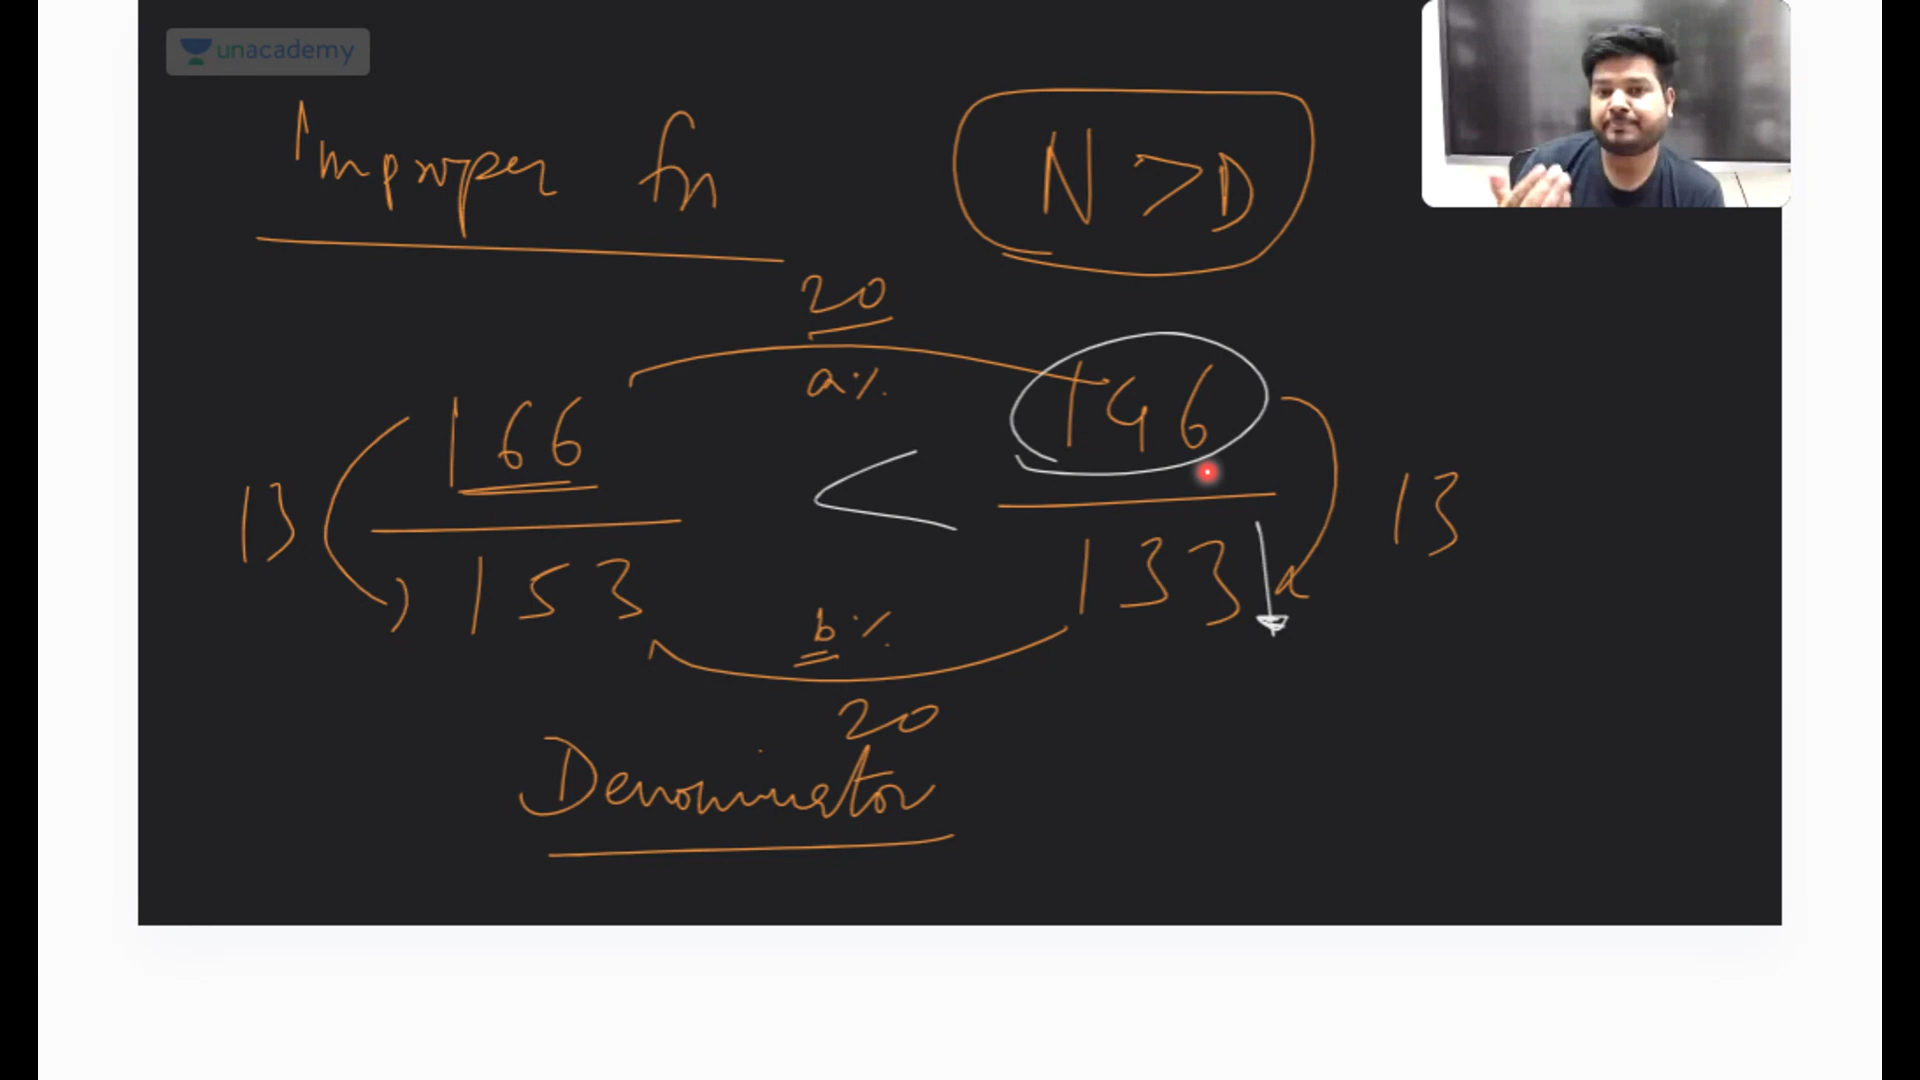 unacademy
Improper fn N > D
20
a%
166 < 146
13 13
153 133
b%
20
Denominator